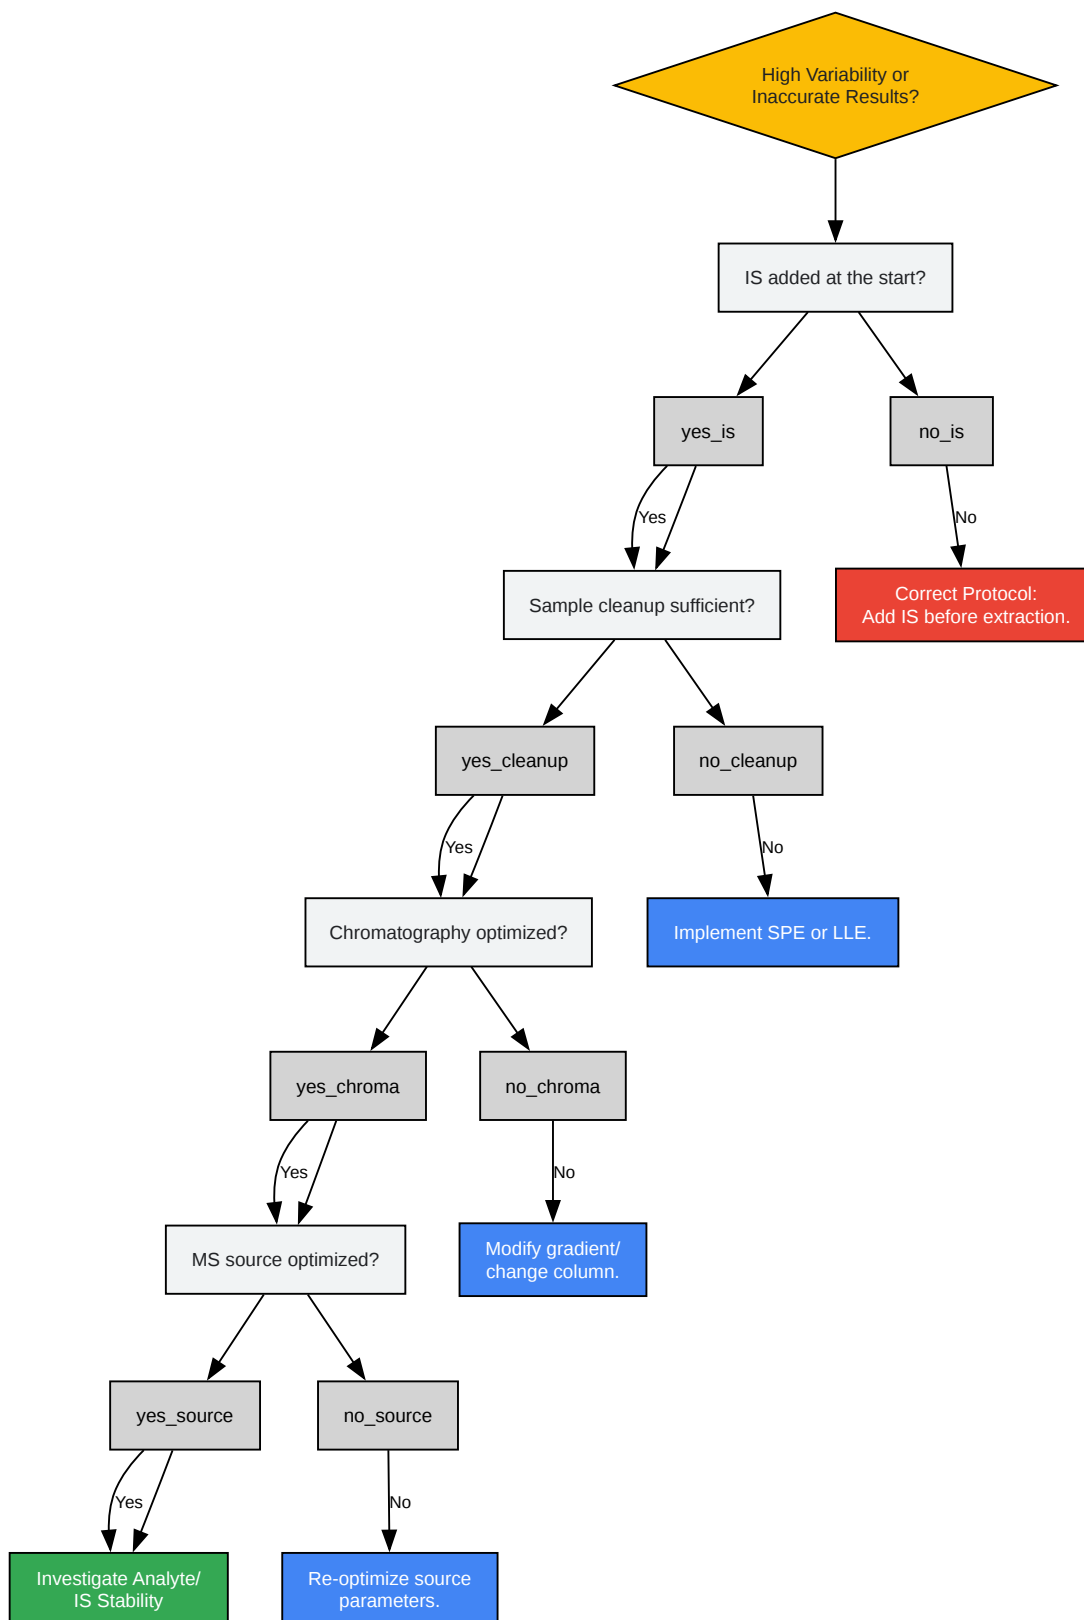 High Variability or
Inaccurate Results?
IS added at the start?
yes_is
no_is
Yes
No
Sample cleanup sufficient?
Correct Protocol:
Add IS before extraction.
yes_cleanup
no_cleanup
Yes
No
Chromatography optimized?
Implement SPE or LLE.
yes_chroma
no_chroma
Yes
No
MS source optimized?
Modify gradient/
change column.
yes_source
no_source
Yes
No
Investigate Analyte/
IS Stability
Re-optimize source
parameters.